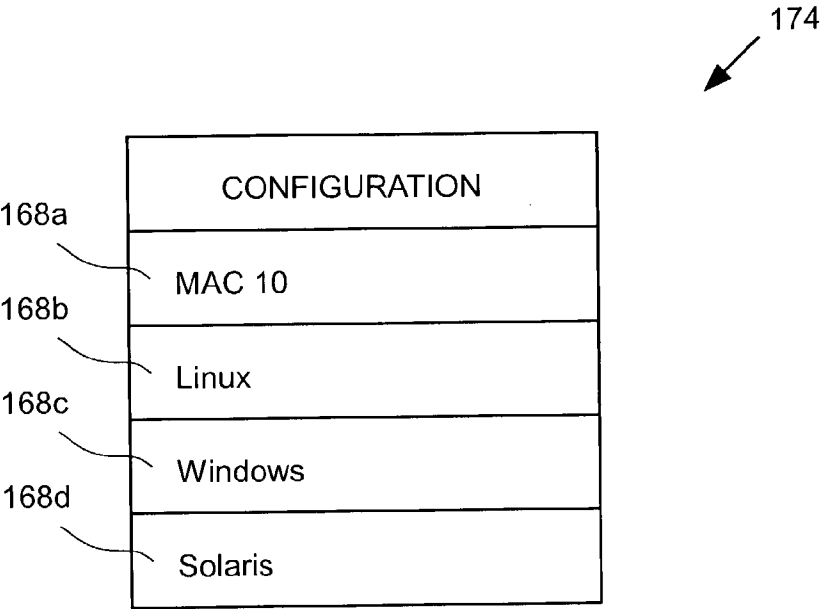 174
CONFIGURATION
168a
MAC 10
168b
Linux
168c
Windows
168d
Solaris